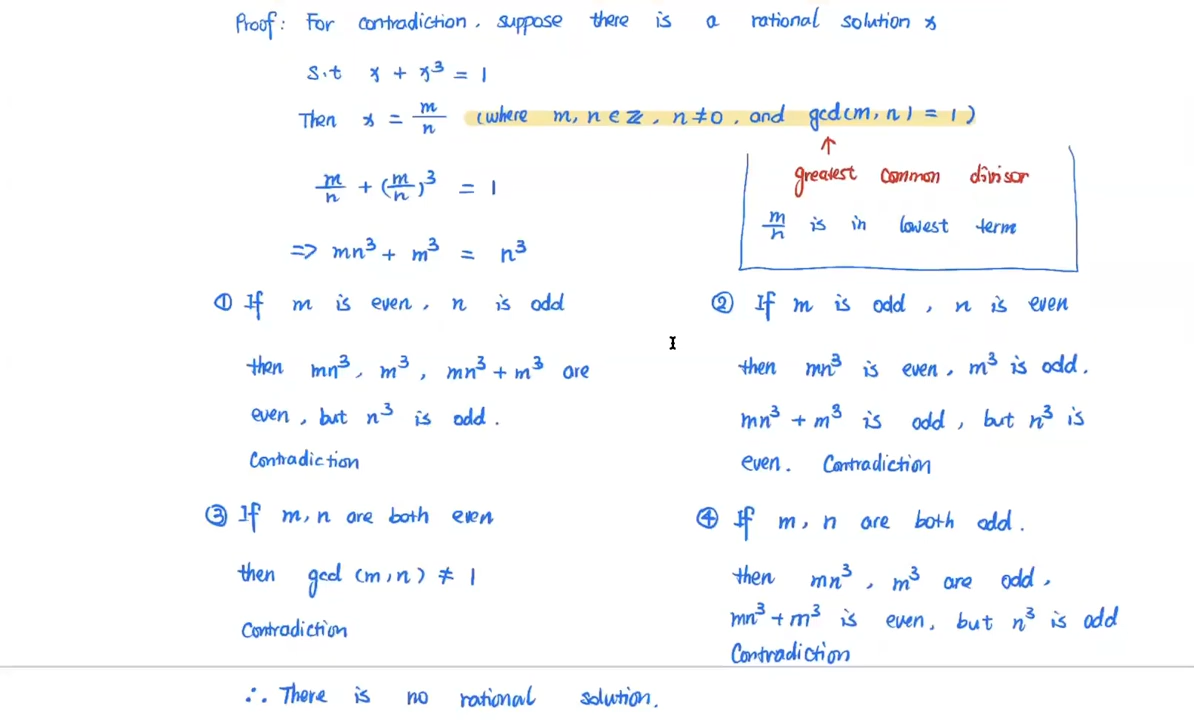 Proof: For contradiction, suppose there is a rational solution x
s.t x + x³ = 1
Then x = m/n (where m, n ∈ ℤ, n ≠ 0, and gcd(m, n) = 1)
↑
greatest common divisor
m/n is in lowest term
m/n + (m/n)³ = 1
=> mn³ + m³ = n³
① If m is even, n is odd
then mn³, m³, mn³ + m³ are
even, but n³ is odd.
Contradiction
② If m is odd, n is even
then mn³ is even, m³ is odd.
mn³ + m³ is odd, but n³ is
even. Contradiction
③ If m, n are both even
then gcd (m, n) ≠ 1
Contradiction
④ If m, n are both odd.
then mn³, m³ are odd,
mn³ + m³ is even, but n³ is odd
Contradiction
∴ There is no rational solution.